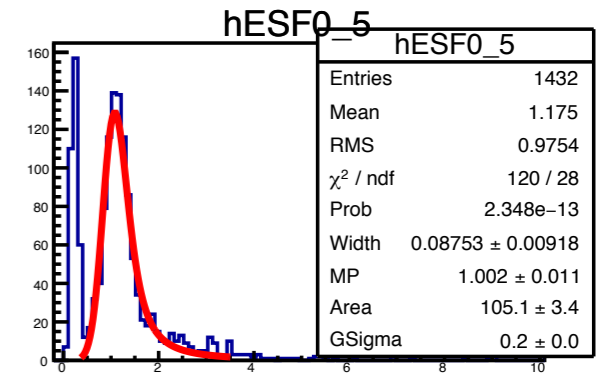 hESF0_5
hESF0_5
Entries 1432
Mean 1.175
RMS 0.9754
χ² / ndf 120 / 28
Prob 2.348e−13
Width 0.08753 ± 0.00918
MP 1.002 ± 0.011
Area 105.1 ± 3.4
GSigma 0.2 ± 0.0
160
140
120
100
80
60
40
20
0
0 2 4 6 8 10